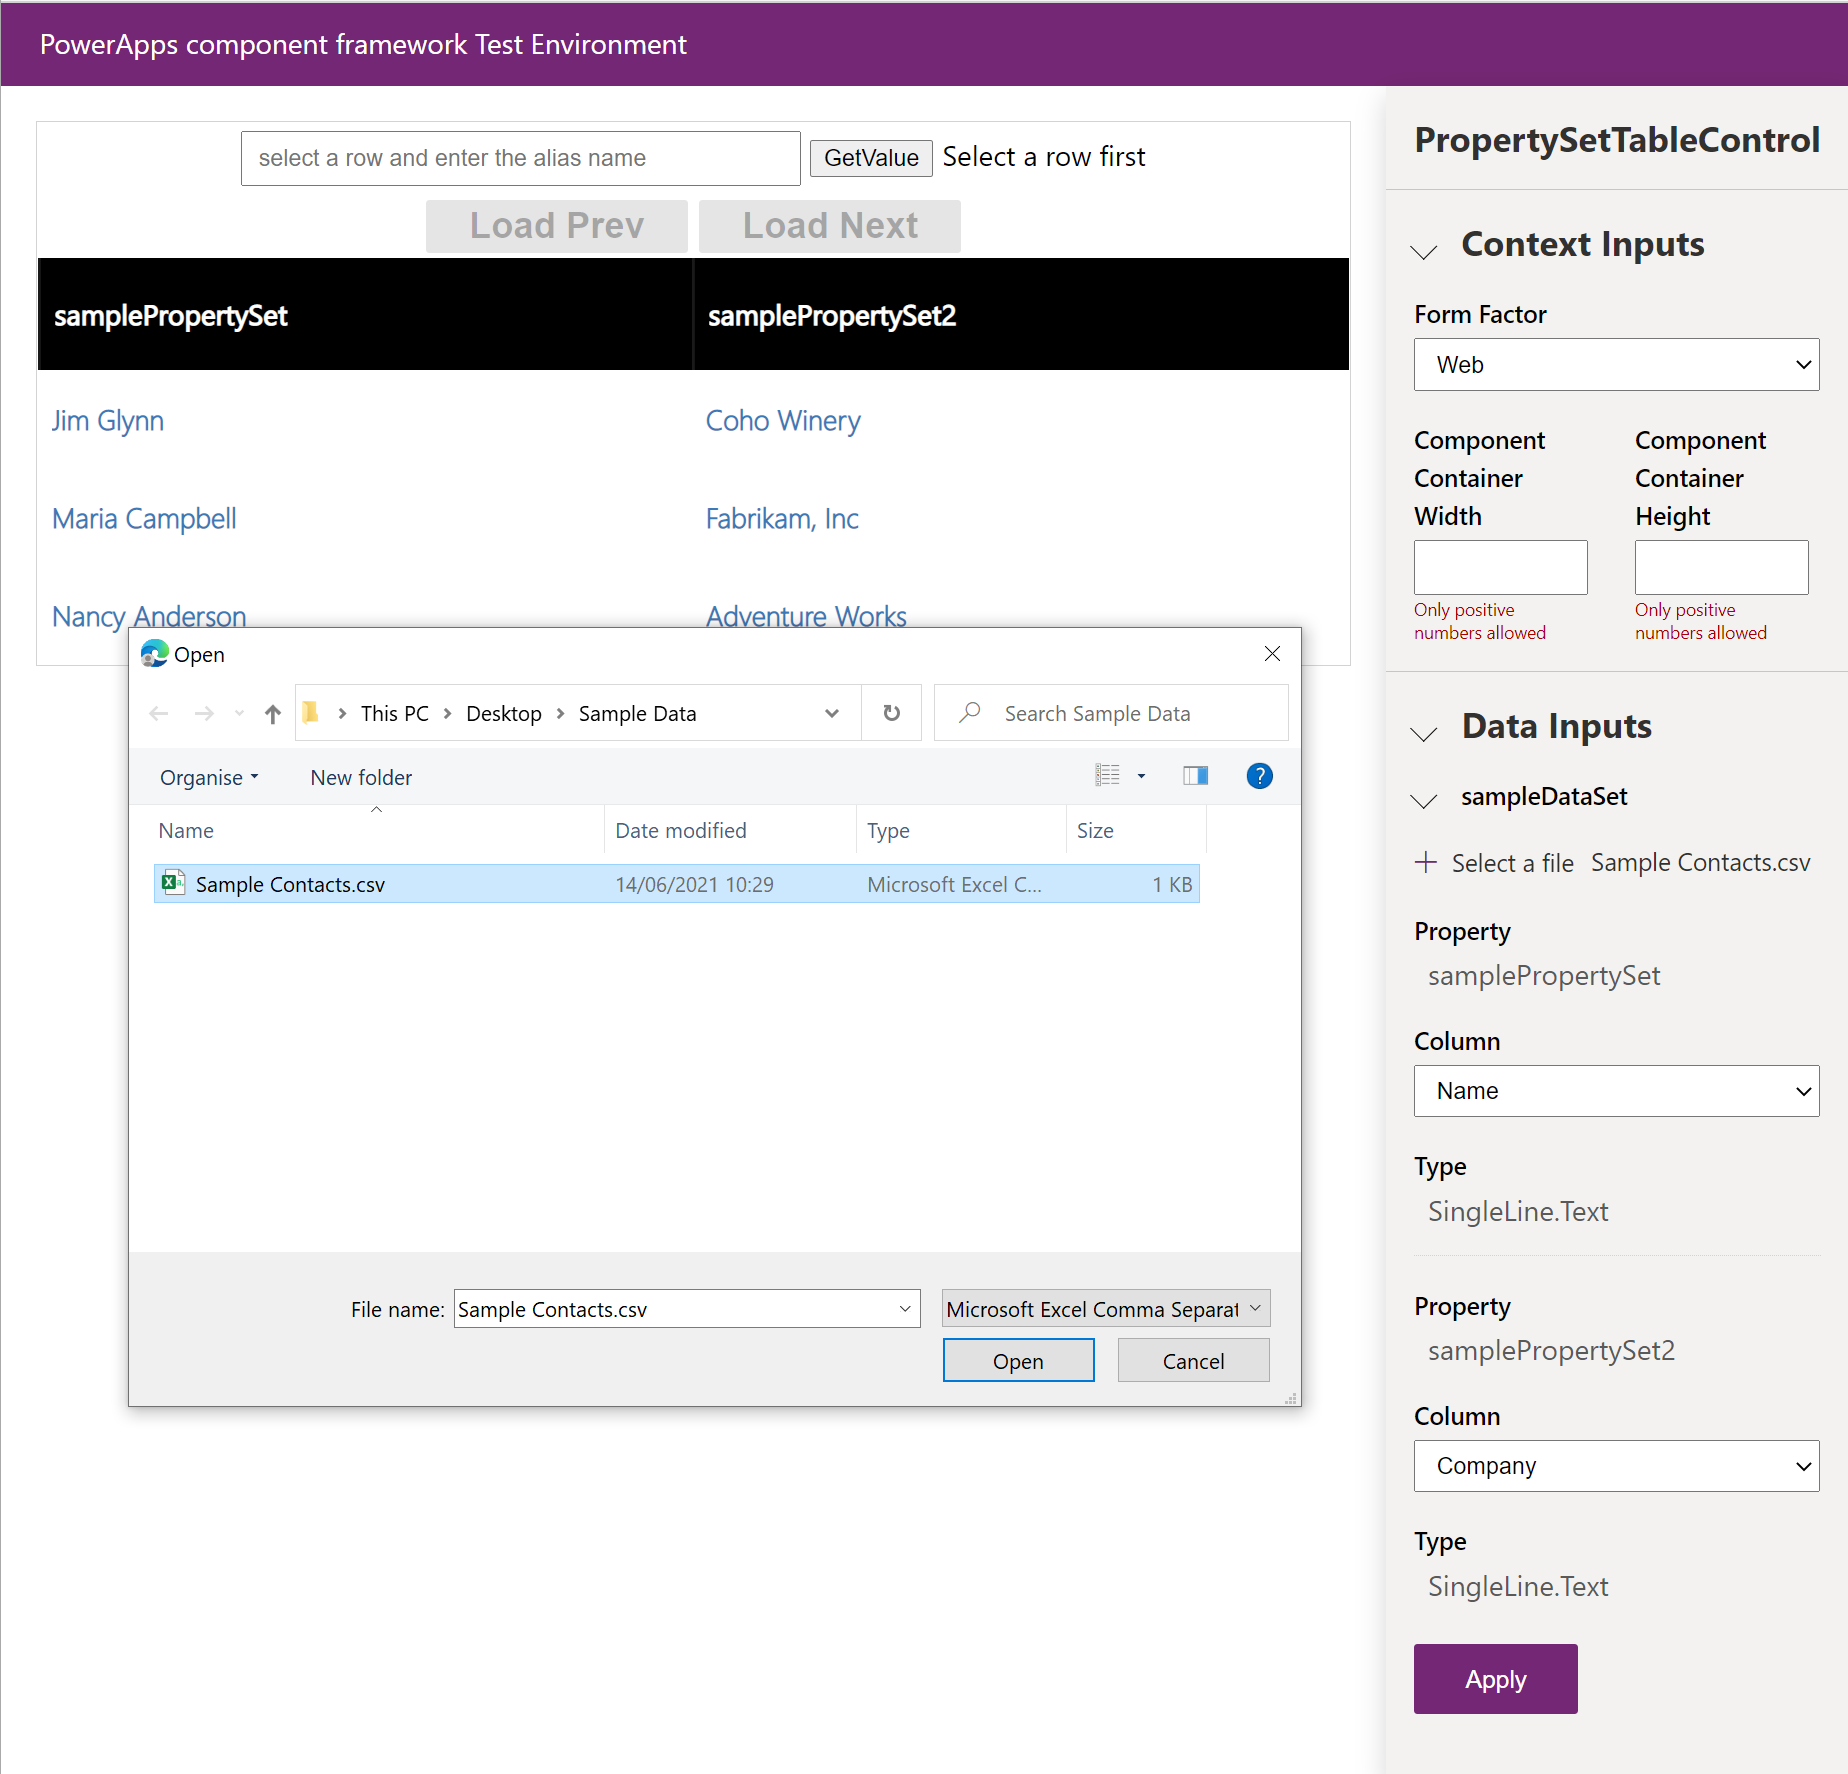 PowerApps component framework Test Environment
select a row and enter the alias name
GetValue
Select a row first
Load Prev
Load Next
samplePropertySet
samplePropertySet2
Jim Glynn
Coho Winery
Maria Campbell
Fabrikam, Inc
Nancy Anderson
Adventure Works
Open
This PC
Desktop
Sample Data
Search Sample Data
Organise
New folder
?
Name
Date modified
Type
Size
Sample Contacts.csv
14/06/2021 10:29
Microsoft Excel C...
1 KB
File name:
Sample Contacts.csv
Microsoft Excel Comma Separat
Open
Cancel
PropertySetTableControl
Context Inputs
Form Factor
Web
Component
Container
Width
Only positive
numbers allowed
Component
Container
Height
Only positive
numbers allowed
Data Inputs
sampleDataSet
Select a file
Sample Contacts.csv
Property
samplePropertySet
Column
Name
Type
SingleLine.Text
Property
samplePropertySet2
Column
Company
Type
SingleLine.Text
Apply